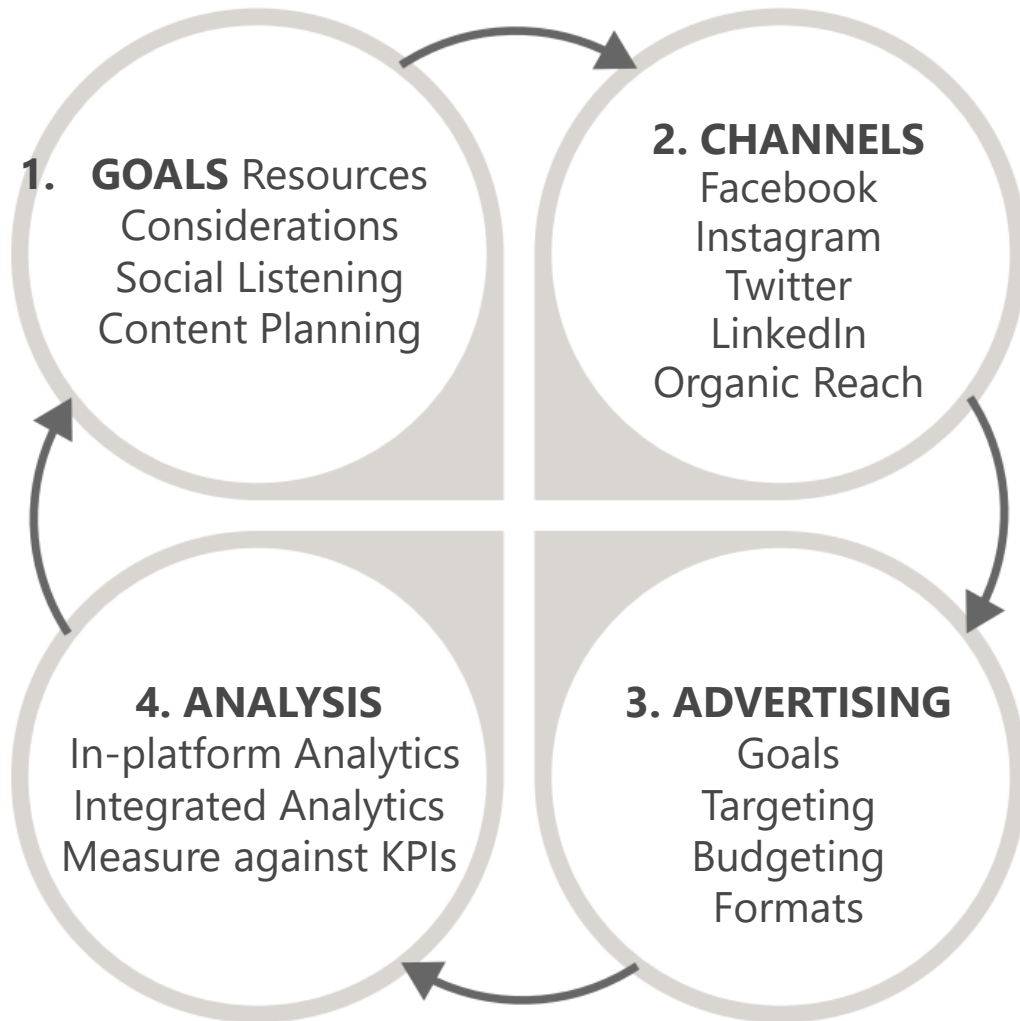 1. GOALS Resources
Considerations
Social Listening
Content Planning
2. CHANNELS
Facebook
Instagram
Twitter
LinkedIn
Organic Reach
3. ADVERTISING
Goals
Targeting
Budgeting
Formats
4. ANALYSIS
In-platform Analytics
Integrated Analytics
Measure against KPIs